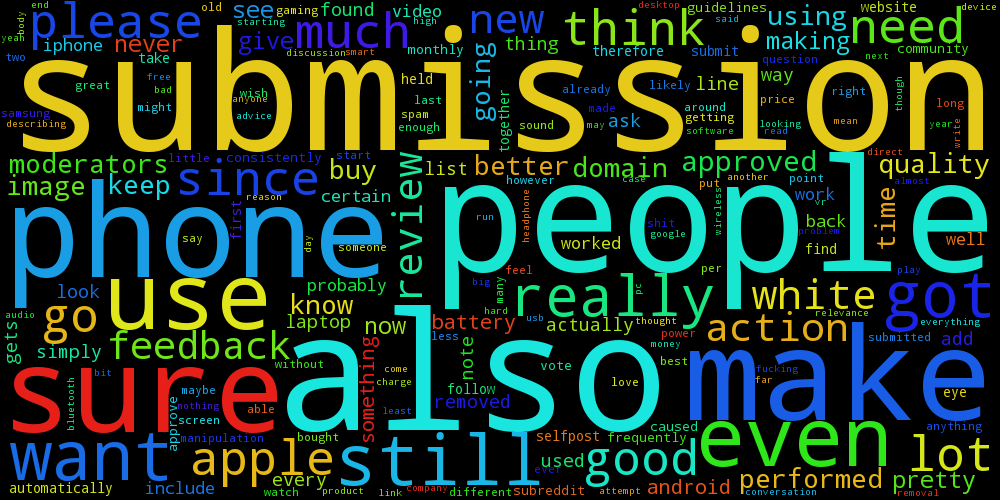 old
gaming
found
video
desktop
guidelines
website
device
please
see
new
think
using
need
body
end
yeah
starting
high
said
iphone
never
give
much
thing
therefore
submit
making
community
two
take
discussion
smart
monthly
going
question
next
submission
great
free
bad
might
wish
anyone
advice
held
last
spam
enough
together
sound
already
likely
made
may
ask
line
around
getting
software
way
price
looking
read
right
mean
though
long
year
write
samsung
describing
moderators
little
consistently
start
buy
list
better
domain
approved
direct
quality
image
keep
since
certain
review
however
case
put
another
point
work
almost
phone
people
first
reason
say
day
someone
run
headphone
worked
shit
google
wireless
per
vr
back
problem
find
time
well
look
use
probably
know
feel
big
many
hard
really
pc
white
play
got
relevance
everything
audio
gets
go
feedback
laptop
now
battery
less
usb
actually
thought
power
money
action
submitted
add
simply
without
something
note
vote
best
sure
also
make
bluetooth
bit
maybe
nothing
able
screen
come
charge
least
follow
removed
love
fucking
far
eye
anything
want
approve
manipulation
bought
still
selfpost
frequently
caused
even
lot
apple
every
used
good
performed
pretty
automatically
include
watch
product
link
company
different
ever
subreddit
attempt
android
conversation
removal